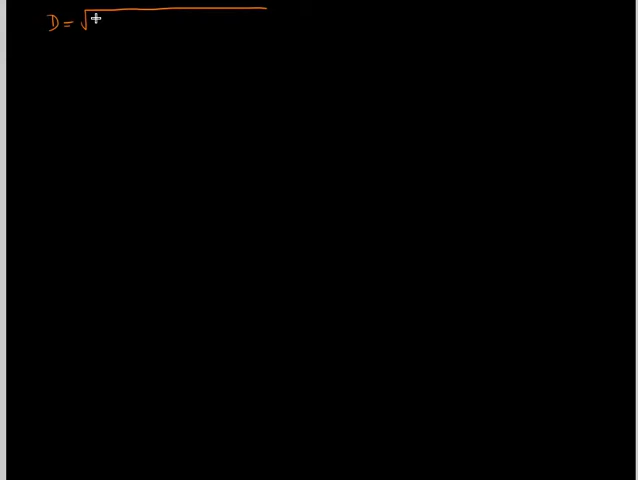 D = √